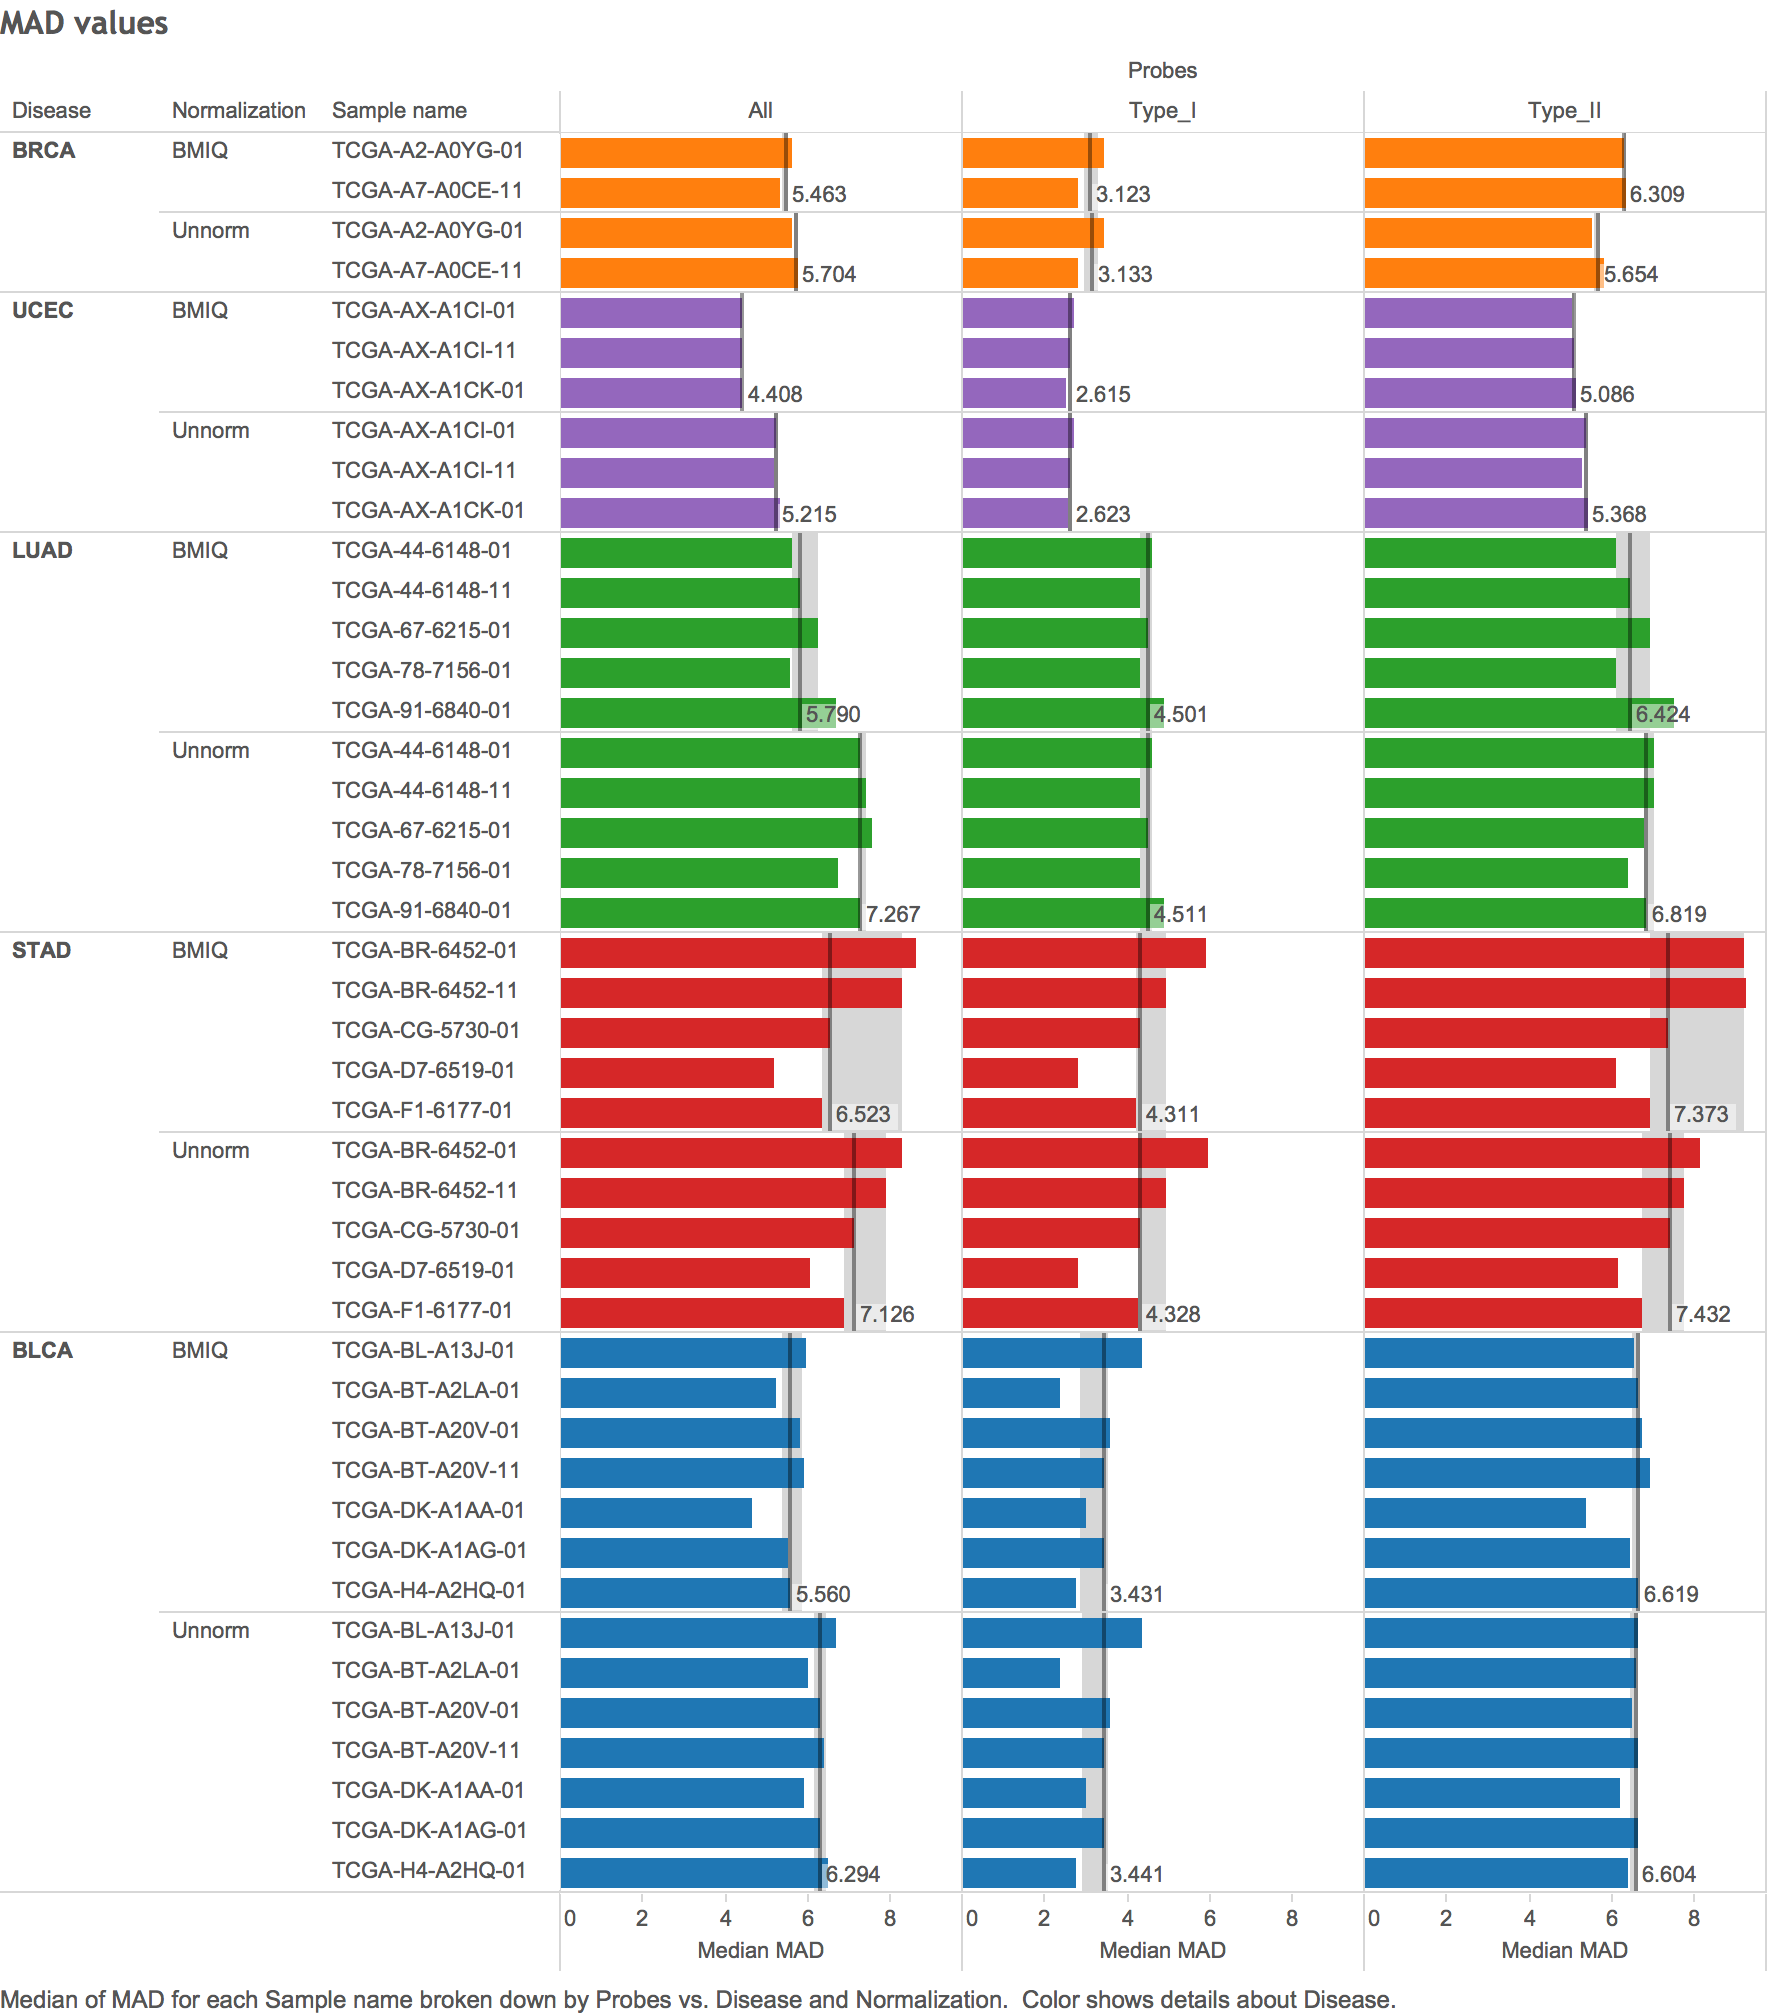 MAD values
Probes
Disease Normalization Sample name All Type_I Type_II
BRCA BMIQ TCGA-A2-A0YG-01
TCGA-A7-A0CE-11 5.463 3.123 6.309
Unnorm TCGA-A2-A0YG-01
TCGA-A7-A0CE-11 5.704 3.133 5.654
UCEC BMIQ TCGA-AX-A1CI-01
TCGA-AX-A1CI-11
TCGA-AX-A1CK-01 4.408 2.615 5.086
Unnorm TCGA-AX-A1CI-01
TCGA-AX-A1CI-11
TCGA-AX-A1CK-01 5.215 2.623 5.368
LUAD BMIQ TCGA-44-6148-01
TCGA-44-6148-11
TCGA-67-6215-01
TCGA-78-7156-01
TCGA-91-6840-01 5.790 4.501 6.424
Unnorm TCGA-44-6148-01
TCGA-44-6148-11
TCGA-67-6215-01
TCGA-78-7156-01
TCGA-91-6840-01 7.267 4.511 6.819
STAD BMIQ TCGA-BR-6452-01
TCGA-BR-6452-11
TCGA-CG-5730-01
TCGA-D7-6519-01
TCGA-F1-6177-01 6.523 4.311 7.373
Unnorm TCGA-BR-6452-01
TCGA-BR-6452-11
TCGA-CG-5730-01
TCGA-D7-6519-01
TCGA-F1-6177-01 7.126 4.328 7.432
BLCA BMIQ TCGA-BL-A13J-01
TCGA-BT-A2LA-01
TCGA-BT-A20V-01
TCGA-BT-A20V-11
TCGA-DK-A1AA-01
TCGA-DK-A1AG-01
TCGA-H4-A2HQ-01 5.560 3.431 6.619
Unnorm TCGA-BL-A13J-01
TCGA-BT-A2LA-01
TCGA-BT-A20V-01
TCGA-BT-A20V-11
TCGA-DK-A1AA-01
TCGA-DK-A1AG-01
TCGA-H4-A2HQ-01 6.294 3.441 6.604
0 2 4 6 8 0 2 4 6 8 0 2 4 6 8
Median MAD Median MAD Median MAD
Median of MAD for each Sample name broken down by Probes vs. Disease and Normalization. Color shows details about Disease.